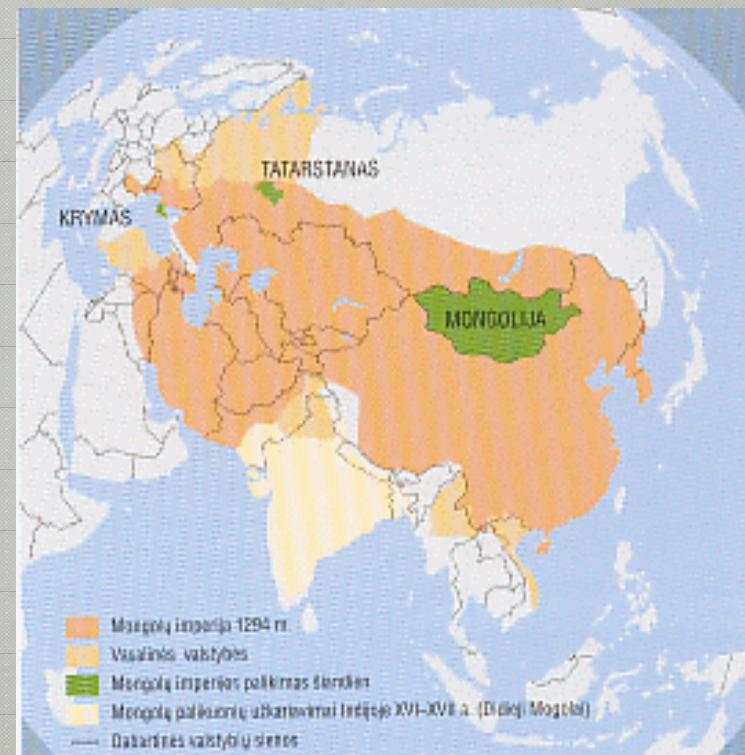 TATARSTANAS
KRYMAS
MONGOLIJA
Mongolų imperija 1294 m.
Vasalinės valstybės
Mongolų imperijos palikimas šiandien
Mongolų palikuonių užkariavimai Indijoje XVI–XVII a. (Didieji Mogolai)
Dabartinės valstybių sienos